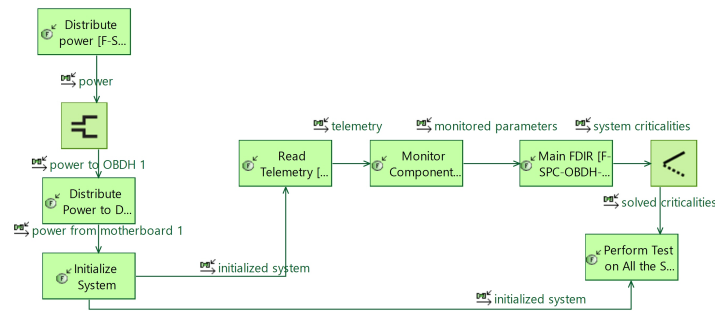 Distribute
power [F-S...
power
power to OBDH 1
Distribute
Power to D...
power from motherboard 1
Initialize
System
initialized system
initialized system
telemetry
Read
Telemetry [...
monitored parameters
Monitor
Component...
system criticalities
Main FDIR [F-
SPC-OBDH-...
solved criticalities
Perform Test
on All the S...